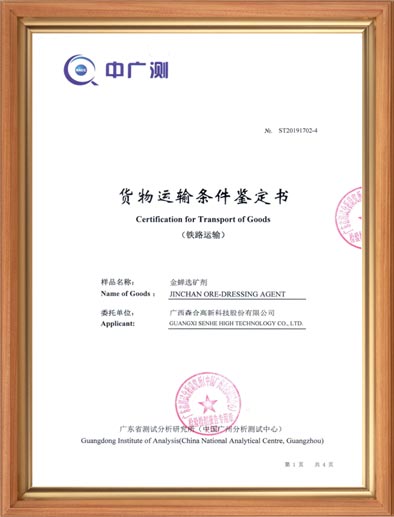 中广测
№ ST20191702-4
货物运输条件鉴定书
Certification for Transport of Goods
（铁路运输）
样品名称： 金蝉选矿剂
Name of Goods : JINCHAN ORE-DRESSING AGENT
委托单位： 广西森合高新科技股份有限公司
Applicant: GUANGXI SENHE HIGH TECHNOLOGY CO., LTD.
广东省测试分析研究所（中国广州分析测试中心）
Guangdong Institute of Analysis(China National Analytical Centre, Guangzhou)
第 1 页 共 4 页